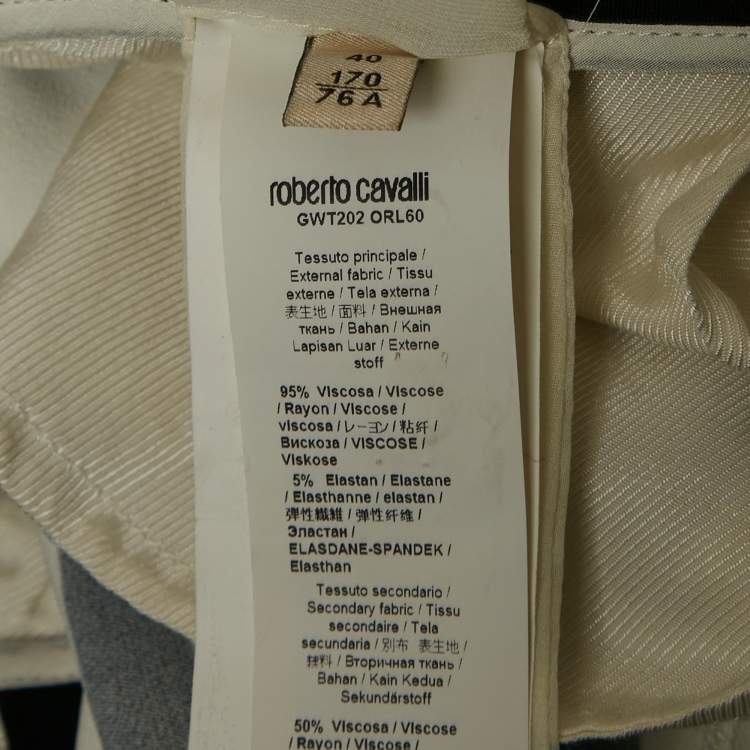 40
170
76 A
roberto cavalli
GWT202 ORL60
Tessuto principale /
External fabric / Tissu
externe / Tela externa /
表生地 / 面料 / Внешная
ткань / Bahan / Kain
Lapisan Luar / Externe
stoff
95% Viscosa / Viscose
/ Rayon / Viscose /
viscosa / レーヨン / 粘纤 /
Вискоза / VISCOSE /
Viskose
5% Elastan / Elastane
/ Elasthanne / elastan /
弾性繊維 / 弹性纤维 /
Эластан /
ELASDANE-SPANDEK /
Elasthan
Tessuto secondario /
Secondary fabric / Tissu
secondaire / Tela
secundaria / 別布 表生地 /
辅料 / Вторичная ткань /
Bahan / Kain Kedua /
Sekundärstoff
50% Viscosa / Viscose
/ Rayon / Viscose /